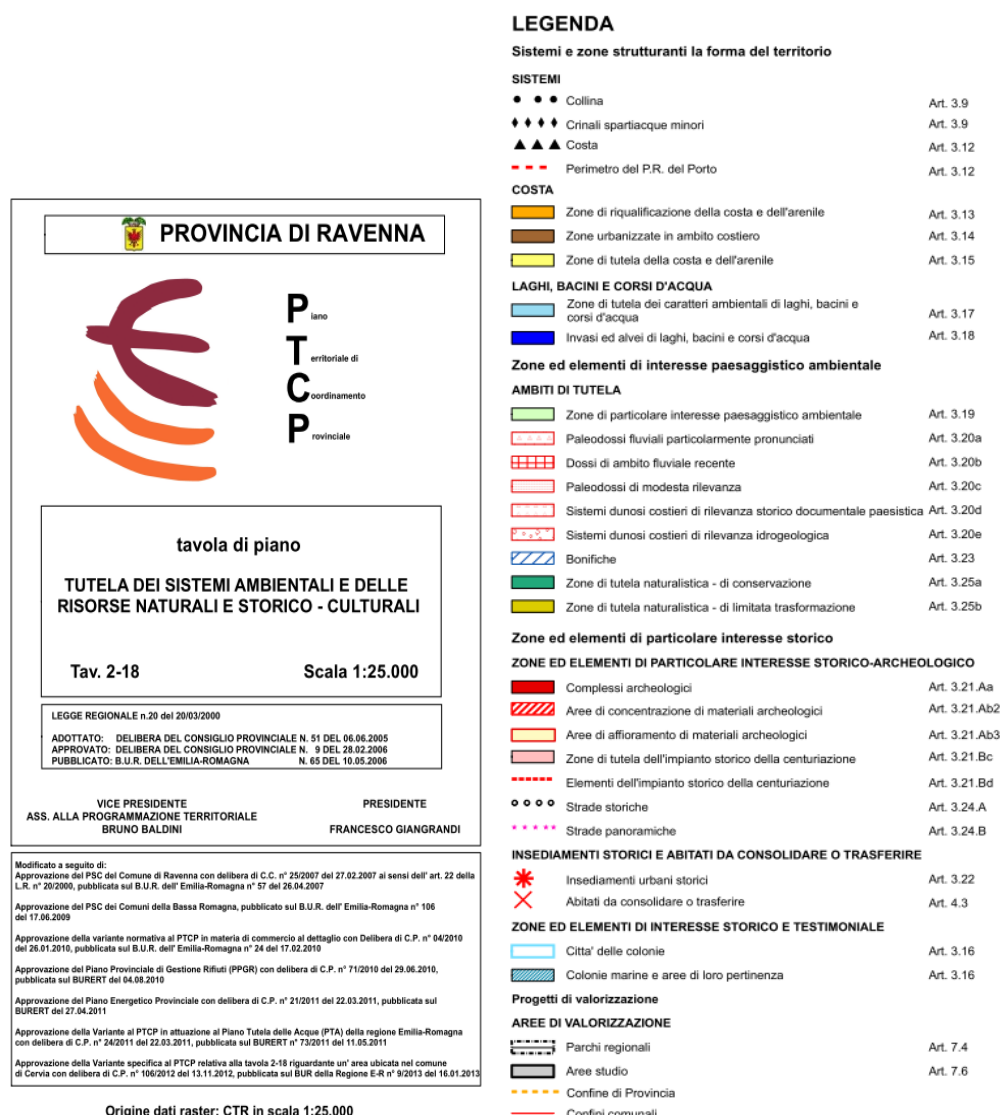 PROVINCIA DI RAVENNA
Piano
Territoriale di
Coordinamento
Provinciale
tavola di piano
TUTELA DEI SISTEMI AMBIENTALI E DELLE
RISORSE NATURALI E STORICO - CULTURALI
Tav. 2-18 Scala 1:25.000
LEGGE REGIONALE n.20 del 20/03/2000
ADOTTATO: DELIBERA DEL CONSIGLIO PROVINCIALE N. 51 DEL 06.06.2005
APPROVATO: DELIBERA DEL CONSIGLIO PROVINCIALE N. 9 DEL 28.02.2006
PUBBLICATO: B.U.R. DELL'EMILIA-ROMAGNA N. 65 DEL 10.05.2006
VICE PRESIDENTE
ASS. ALLA PROGRAMMAZIONE TERRITORIALE
BRUNO BALDINI
PRESIDENTE
FRANCESCO GIANGRANDI
Modificato a seguito di:
Approvazione del PSC del Comune di Ravenna con delibera di C.C. n° 25/2007 del 27.02.2007 ai sensi dell' art. 22 della
L.R. n° 20/2000, pubblicata sul B.U.R. dell' Emilia-Romagna n° 57 del 26.04.2007
Approvazione del PSC dei Comuni della Bassa Romagna, pubblicato sul B.U.R. dell' Emilia-Romagna n° 106
del 17.06.2009
Approvazione della variante normativa al PTCP in materia di commercio al dettaglio con Delibera di C.P. n° 04/2010
del 26.01.2010, pubblicata sul B.U.R. dell' Emilia-Romagna n° 24 del 17.02.2010
Approvazione del Piano Provinciale di Gestione Rifiuti (PPGR) con delibera di C.P. n° 71/2010 del 29.06.2010,
pubblicata sul BURERT del 04.08.2010
Approvazione del Piano Energetico Provinciale con delibera di C.P. n° 21/2011 del 22.03.2011, pubblicata sul
BURERT del 27.04.2011
Approvazione della Variante al PTCP in attuazione al Piano Tutela delle Acque (PTA) della regione Emilia-Romagna
con delibera di C.P. n° 24/2011 del 22.03.2011, pubblicata sul BURERT n° 73/2011 del 11.05.2011
Approvazione della Variante specifica al PTCP relativa alla tavola 2-18 riguardante un' area ubicata nel comune
di Cervia con delibera di C.P. n° 106/2012 del 13.11.2012, pubblicata sul BUR della Regione E-R n° 9/2013 del 16.01.2013
Origine dati raster: CTR in scala 1:25.000
LEGENDA
Sistemi e zone strutturanti la forma del territorio
SISTEMI
Collina Art. 3.9
Crinali spartiacque minori Art. 3.9
Costa Art. 3.12
Perimetro del P.R. del Porto Art. 3.12
COSTA
Zone di riqualificazione della costa e dell'arenile Art. 3.13
Zone urbanizzate in ambito costiero Art. 3.14
Zone di tutela della costa e dell'arenile Art. 3.15
LAGHI, BACINI E CORSI D'ACQUA
Zone di tutela dei caratteri ambientali di laghi, bacini e
corsi d'acqua Art. 3.17
Invasi ed alvei di laghi, bacini e corsi d'acqua Art. 3.18
Zone ed elementi di interesse paesaggistico ambientale
AMBITI DI TUTELA
Zone di particolare interesse paesaggistico ambientale Art. 3.19
Paleodossi fluviali particolarmente pronunciati Art. 3.20a
Dossi di ambito fluviale recente Art. 3.20b
Paleodossi di modesta rilevanza Art. 3.20c
Sistemi dunosi costieri di rilevanza storico documentale paesistica Art. 3.20d
Sistemi dunosi costieri di rilevanza idrogeologica Art. 3.20e
Bonifiche Art. 3.23
Zone di tutela naturalistica - di conservazione Art. 3.25a
Zone di tutela naturalistica - di limitata trasformazione Art. 3.25b
Zone ed elementi di particolare interesse storico
ZONE ED ELEMENTI DI PARTICOLARE INTERESSE STORICO-ARCHEOLOGICO
Complessi archeologici Art. 3.21.Aa
Aree di concentrazione di materiali archeologici Art. 3.21.Ab2
Aree di affioramento di materiali archeologici Art. 3.21.Ab3
Zone di tutela dell'impianto storico della centuriazione Art. 3.21.Bc
Elementi dell'impianto storico della centuriazione Art. 3.21.Bd
Strade storiche Art. 3.24.A
Strade panoramiche Art. 3.24.B
INSEDIAMENTI STORICI E ABITATI DA CONSOLIDARE O TRASFERIRE
Insediamenti urbani storici Art. 3.22
Abitati da consolidare o trasferire Art. 4.3
ZONE ED ELEMENTI DI INTERESSE STORICO E TESTIMONIALE
Citta' delle colonie Art. 3.16
Colonie marine e aree di loro pertinenza Art. 3.16
Progetti di valorizzazione
AREE DI VALORIZZAZIONE
Parchi regionali Art. 7.4
Aree studio Art. 7.6
Confine di Provincia
Confini comunali